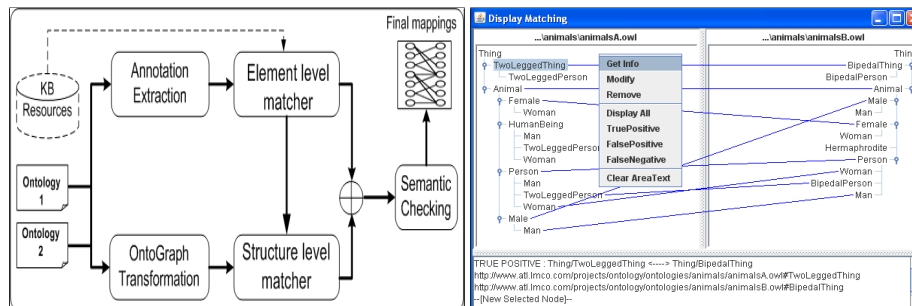 Final mappings
KB
Resources
Annotation
Extraction
Element level
matcher
Ontology
1
Ontology
2
OntoGraph
Transformation
Structure level
matcher
Semantic
Checking
Display Matching
...\animals\animalsA.owl
...\animals\animalsB.owl
Thing
TwoLeggedThing
TwoLeggedPerson
Animal
Female
Woman
HumanBeing
Man
TwoLeggedPerso
Woman
Person
Man
TwoLeggedPerson
Woman
Male
Man
Get Info
Modify
Remove
Display All
TruePositive
FalsePositive
FalseNegative
Clear AreaText
Thin
BipedalThing
BipedalPerson
Animal
Male
Man
Female
Woman
Hermaphrodite
Person
Woman
BipedalPerson
Man
TRUE POSITIVE : Thing/TwoLeggedThing <----> Thing/BipedalThing
http://www.atl.lmco.com/projects/ontology/ontologies/animals/animalsA.owl#TwoLeggedThing
http://www.atl.lmco.com/projects/ontology/ontologies/animals/animalsB.owl#BipedalThing
--[New Selected Node]--